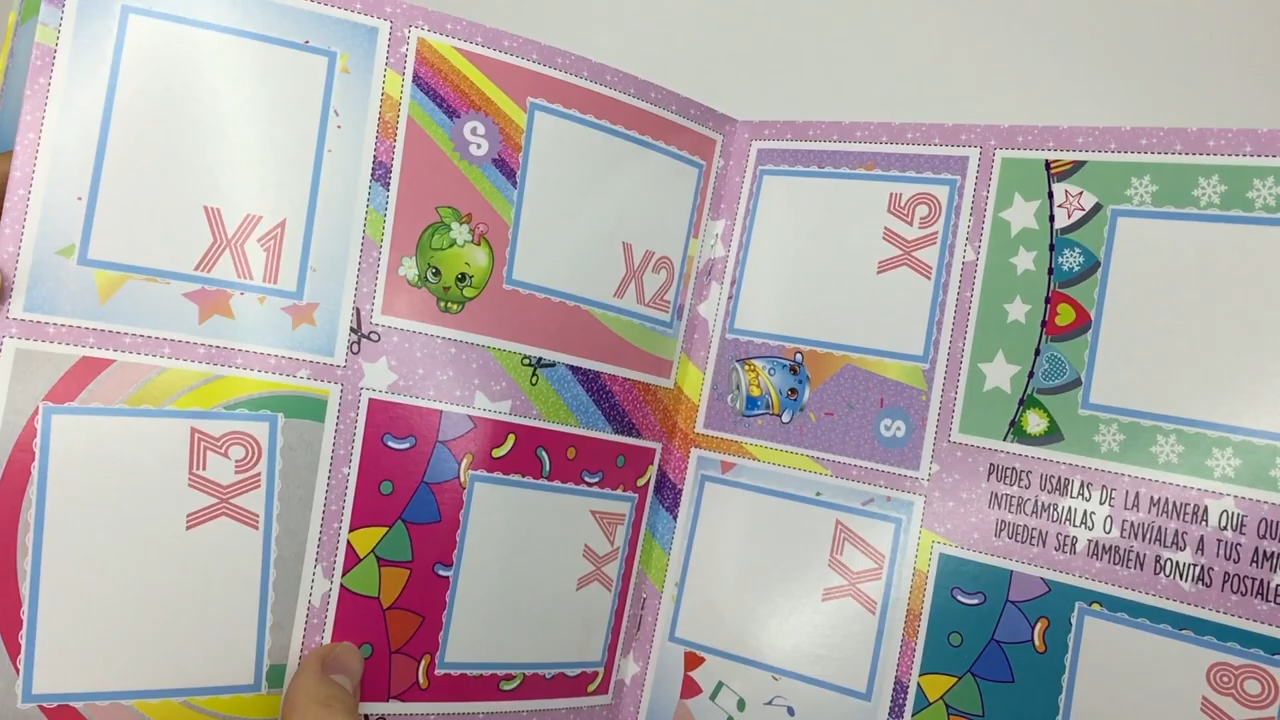 X1
S
X2
X5
S
X3
X4
X7
PUEDES USARLAS DE LA MANERA QUE
INTERCÁMBIALAS O ENVÍALAS A TUS
¡PUEDEN SER TAMBIÉN BONITAS
X8